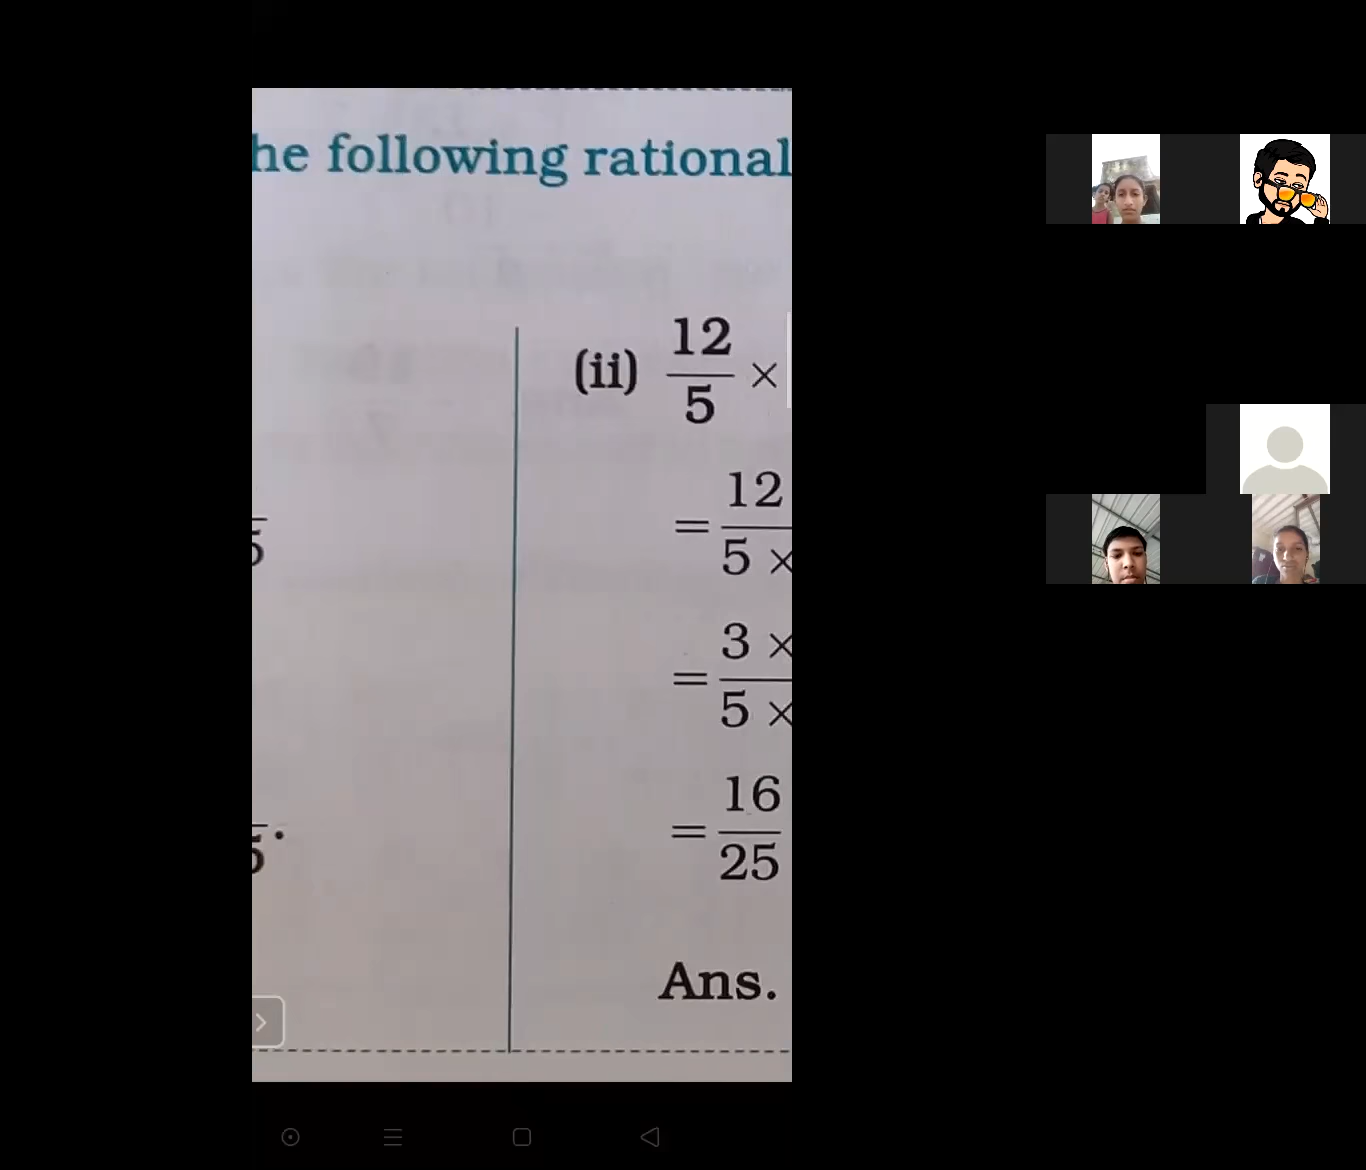 he following rational
(ii) 12/5 ×
= 12/5 ×
= 3 ×/5 ×
= 16/25
Ans.